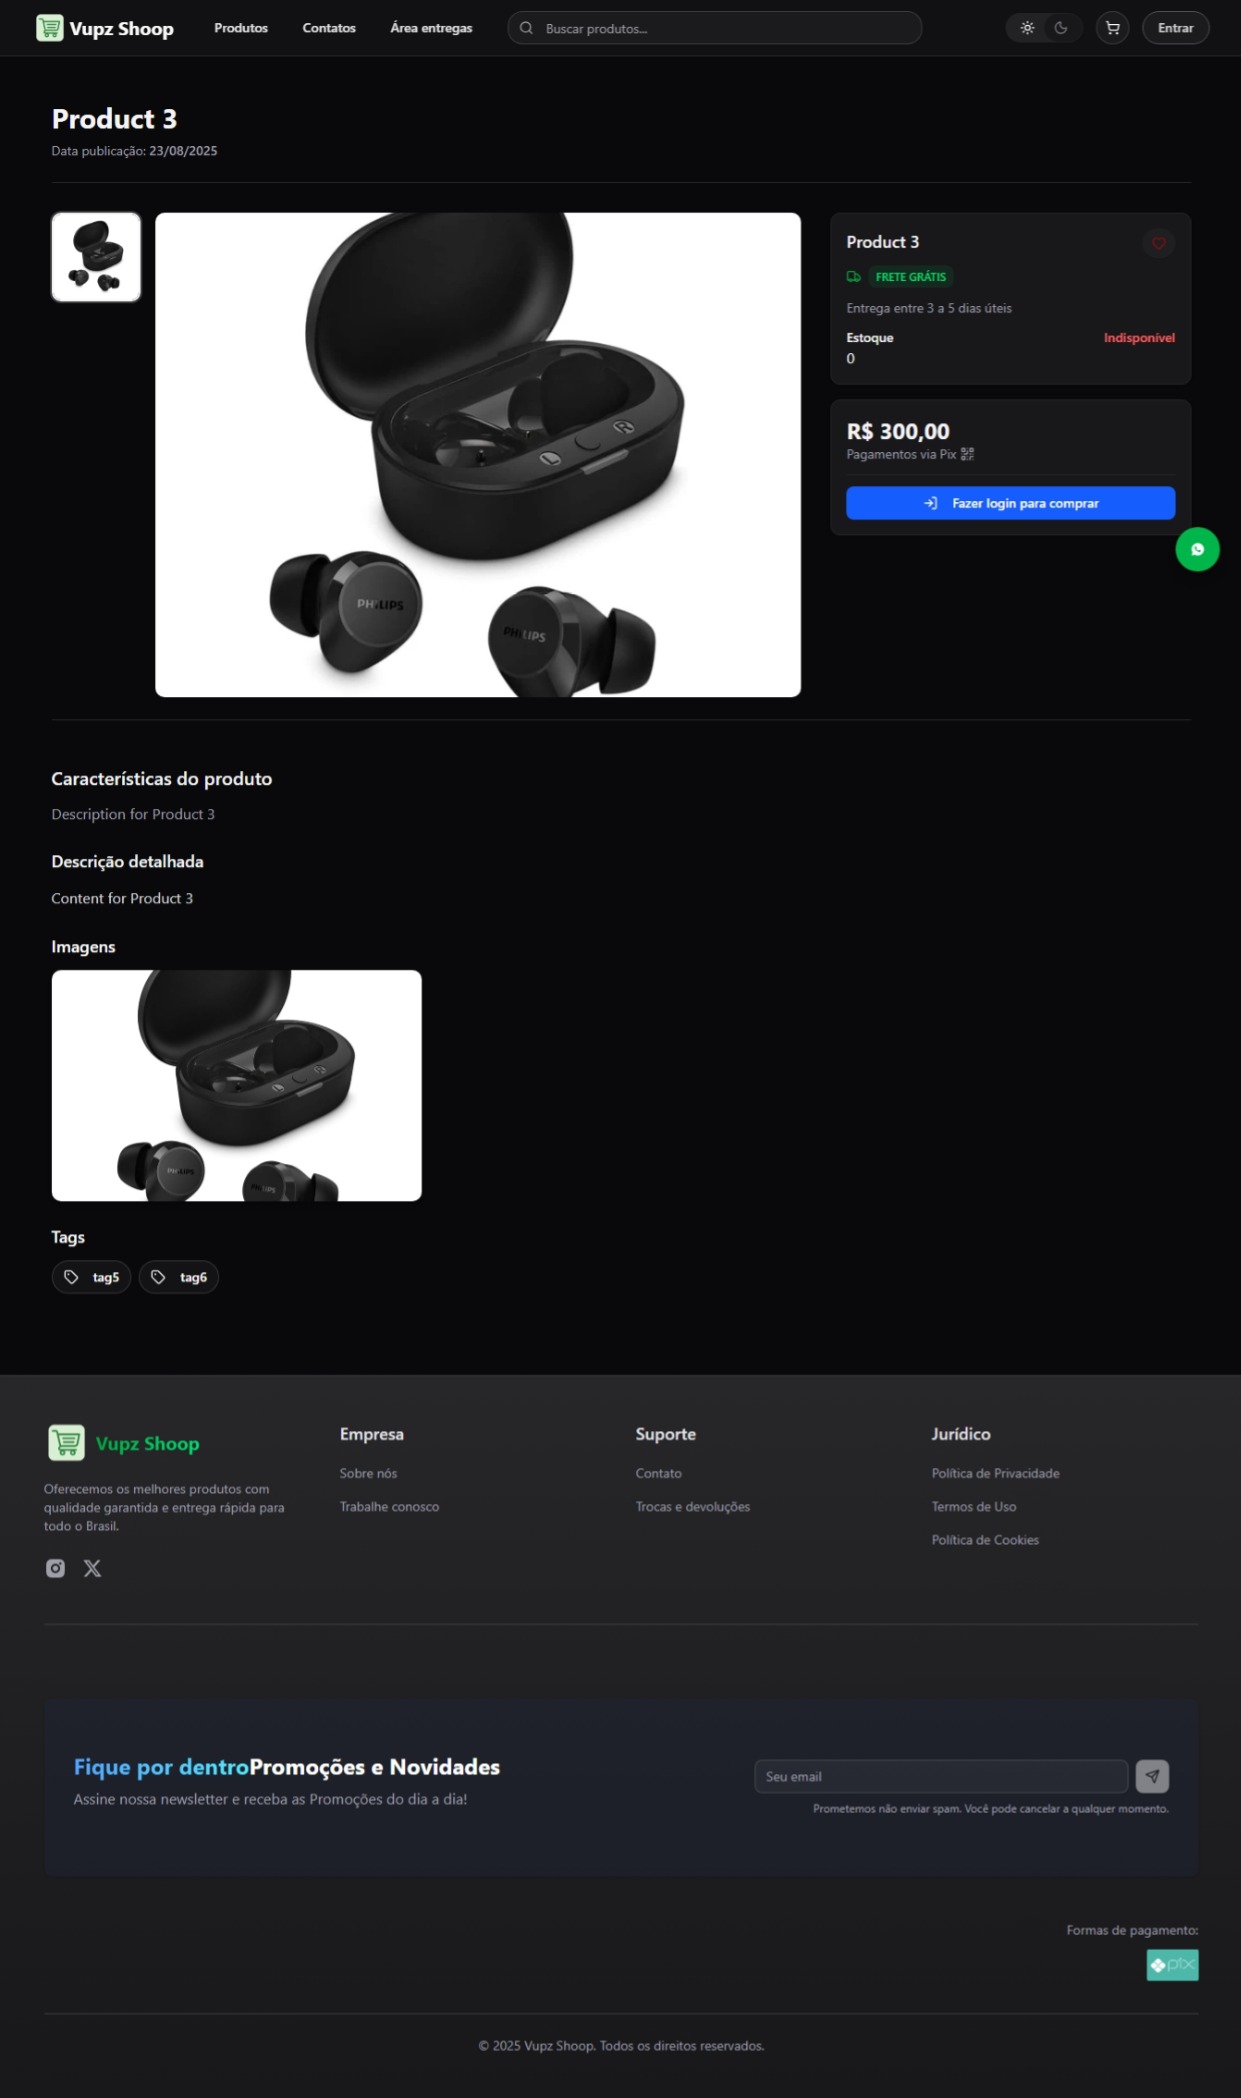 Vupz Shoop
Produtos
Contatos
Área entregas
Buscar produtos...
Entrar
Product 3
Data publicação: 23/08/2025
Product 3
FRETE GRÁTIS
Entrega entre 3 a 5 dias úteis
Estoque
Indisponível
0
R$ 300,00
Pagamentos via Pix
Fazer login para comprar
L
R
PHILIPS
PHILIPS
Características do produto
Description for Product 3
Descrição detalhada
Content for Product 3
Imagens
PHILIPS
PHILIPS
Tags
tag5
tag6
Vupz Shoop
Oferecemos os melhores produtos com
qualidade garantida e entrega rápida para
todo o Brasil.
Empresa
Sobre nós
Trabalhe conosco
Suporte
Contato
Trocas e devoluções
Jurídico
Política de Privacidade
Termos de Uso
Política de Cookies
Fique por dentroPromoções e Novidades
Assine nossa newsletter e receba as Promoções do dia a dia!
Seu email
Prometemos não enviar spam. Você pode cancelar a qualquer momento.
Formas de pagamento:
pix
© 2025 Vupz Shoop. Todos os direitos reservados.